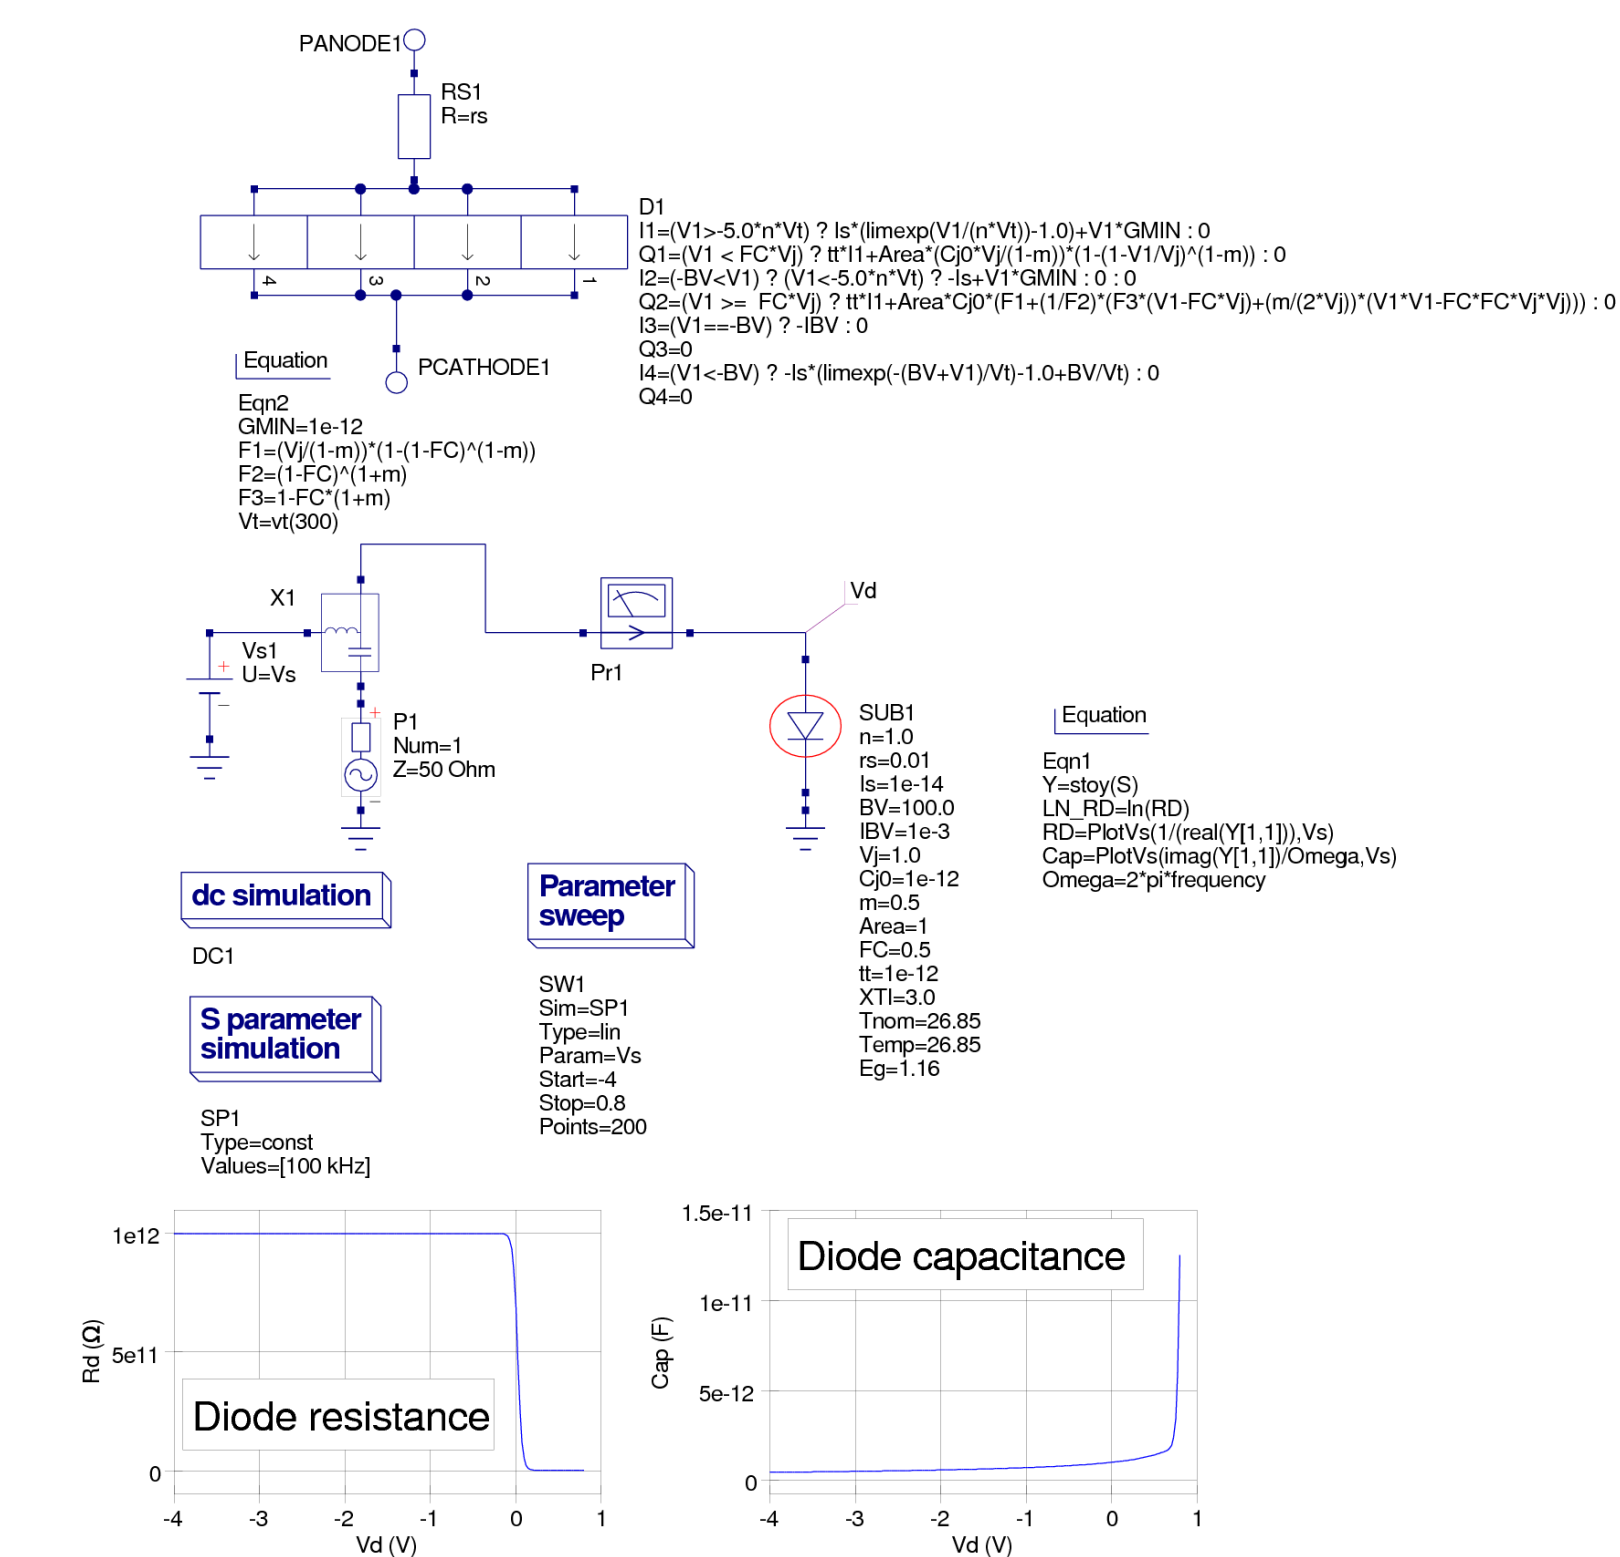 PANODE1
RS1
R=rs
4
3
2
1
D1
I1=(V1>-5.0*n*Vt) ? Is*(limexp(V1/(n*Vt))-1.0)+V1*GMIN : 0
Q1=(V1 < FC*Vj) ? tt*I1+Area*(Cj0*Vj/(1-m))*(1-(1-V1/Vj)^(1-m)) : 0
I2=(-BV<V1) ? (V1<-5.0*n*Vt) ? -Is+V1*GMIN : 0 : 0
Q2=(V1 >=  FC*Vj) ? tt*I1+Area*Cj0*(F1+(1/F2)*(F3*(V1-FC*Vj)+(m/(2*Vj))*(V1*V1-FC*FC*Vj*Vj))) : 0
I3=(V1==-BV) ? -IBV : 0
Q3=0
I4=(V1<-BV) ? -Is*(limexp(-(BV+V1)/Vt)-1.0+BV/Vt) : 0
Q4=0
PCATHODE1
Equation
Eqn2
GMIN=1e-12
F1=(Vj/(1-m))*(1-(1-FC)^(1-m))
F2=(1-FC)^(1+m)
F3=1-FC*(1+m)
Vt=vt(300)
X1
Vs1
U=Vs
+
−
P1
Num=1
Z=50 Ohm
+
−
Pr1
Vd
SUB1
n=1.0
rs=0.01
Is=1e-14
BV=100.0
IBV=1e-3
Vj=1.0
Cj0=1e-12
m=0.5
Area=1
FC=0.5
tt=1e-12
XTI=3.0
Tnom=26.85
Temp=26.85
Eg=1.16
Equation
Eqn1
Y=stoy(S)
LN_RD=ln(RD)
RD=PlotVs(1/(real(Y[1,1])),Vs)
Cap=PlotVs(imag(Y[1,1])/Omega,Vs)
Omega=2*pi*frequency
dc simulation
DC1
S parameter
simulation
SP1
Type=const
Values=[100 kHz]
Parameter
sweep
SW1
Sim=SP1
Type=lin
Param=Vs
Start=-4
Stop=0.8
Points=200
1e12
5e11
0
Rd (Ω)
Diode resistance
-4 -3 -2 -1 0 1
Vd (V)
1.5e-11
1e-11
5e-12
0
Cap (F)
Diode capacitance
-4 -3 -2 -1 0 1
Vd (V)